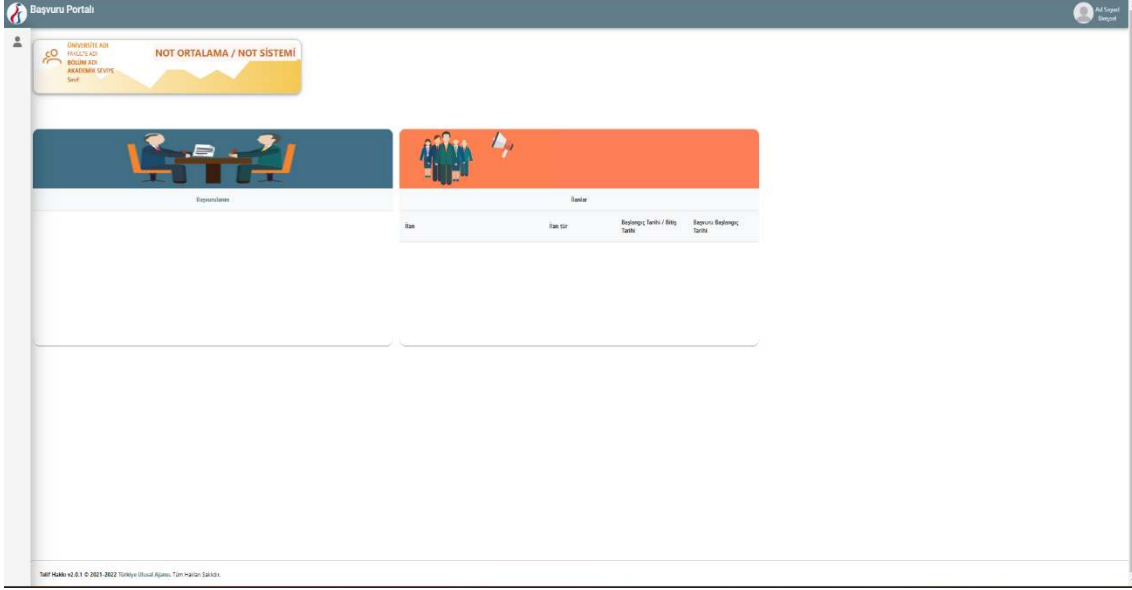 Başvuru Portalı
Ad Soyad
Bireysel
ÜNİVERSİTE ADI
FAKÜLTE ADI
BÖLÜM ADI
AKADEMİK SEVİYE
Sınıf:
NOT ORTALAMA / NOT SİSTEMİ
Başvurularım
İlanlar
İlan
İlan tür
Başlangıç Tarihi / Bitiş
Tarihi
Başvuru Başlangıç
Tarihi
Telif Hakkı v2.0.1 © 2021-2022 Türkiye Ulusal Ajansı. Tüm Hakları Saklıdır.